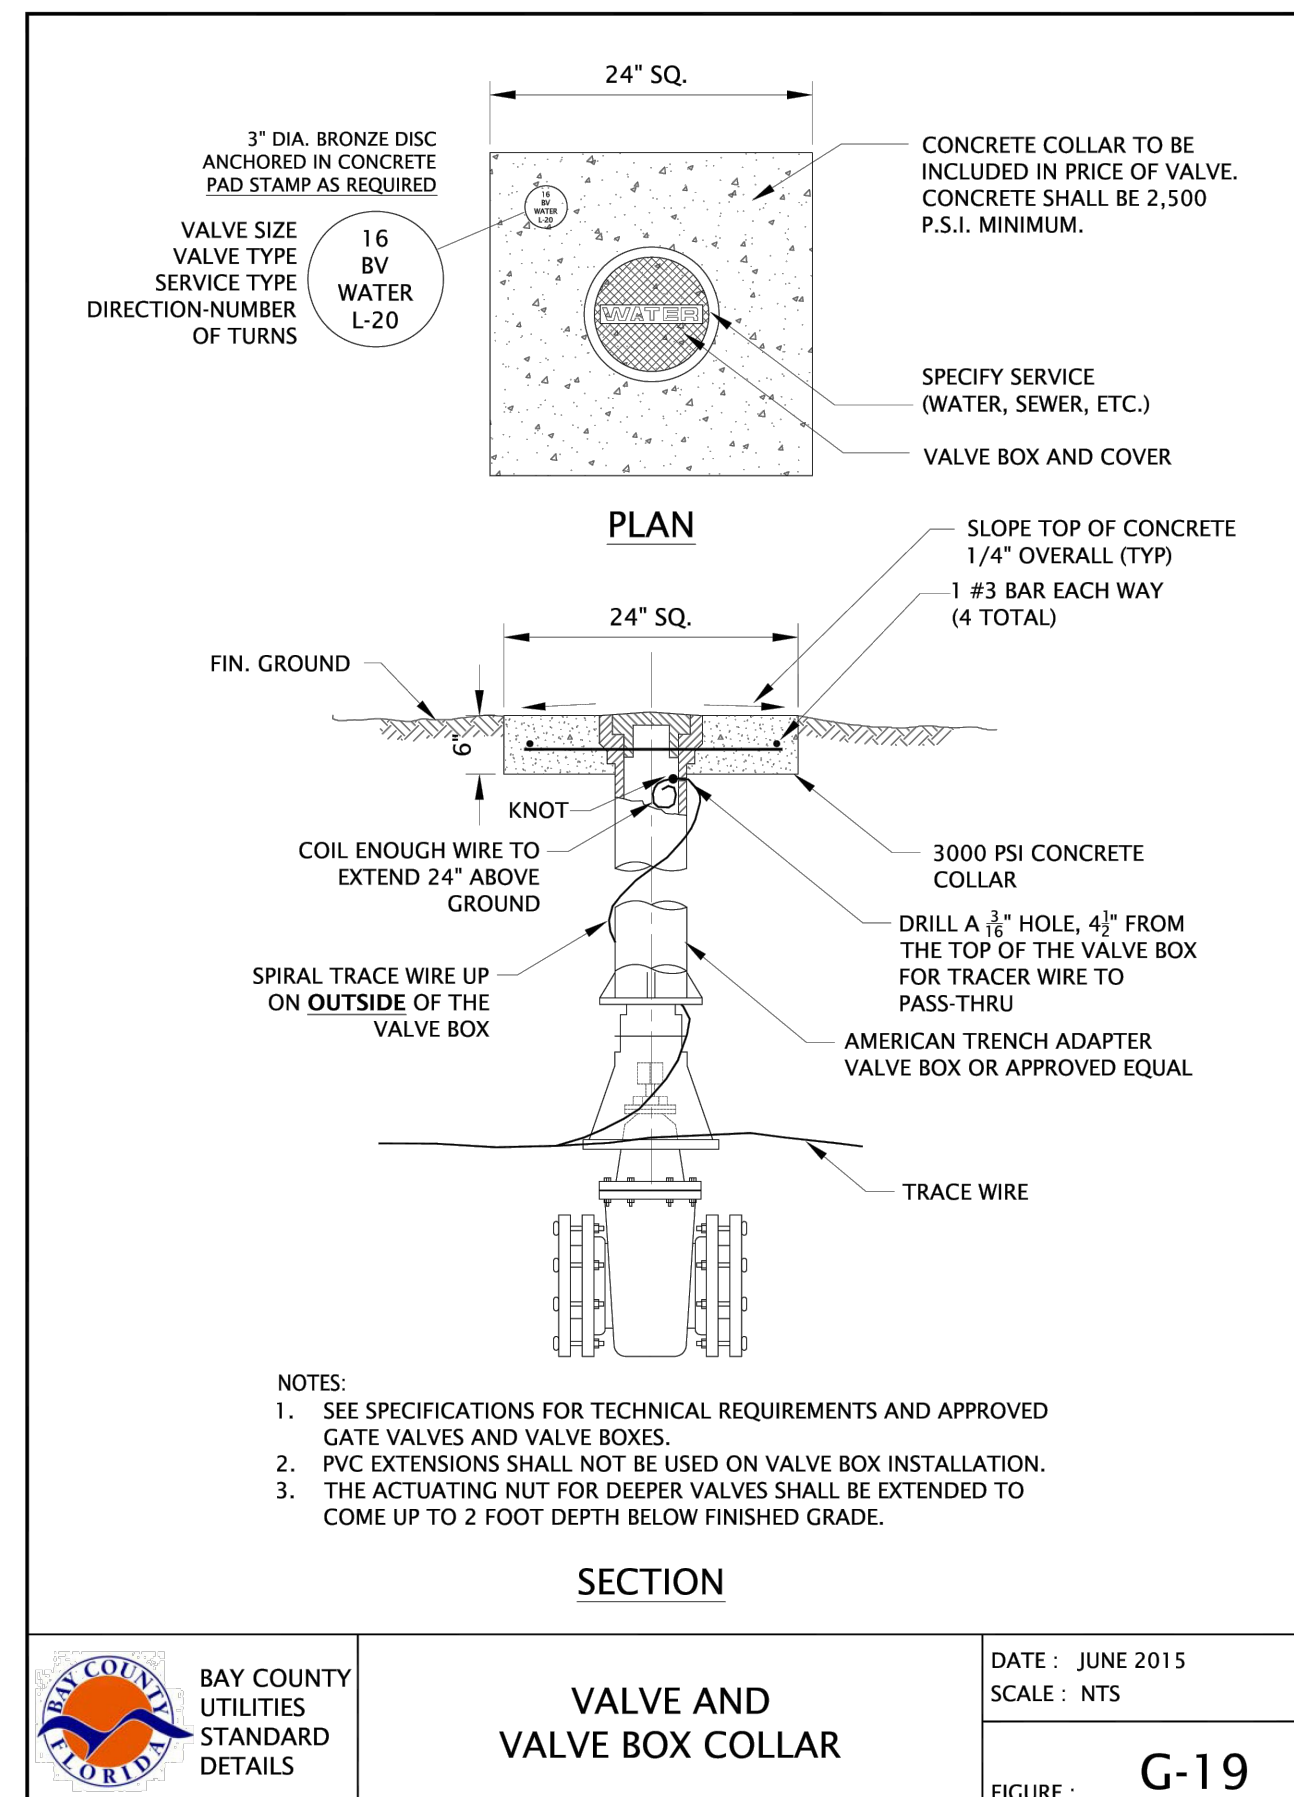 24" SQ.
3" DIA. BRONZE DISC
ANCHORED IN CONCRETE
PAD STAMP AS REQUIRED
VALVE SIZE
VALVE TYPE
SERVICE TYPE
DIRECTION-NUMBER
OF TURNS
16
BV
WATER
L-20
16
BV
WATER
L-20
WATER
CONCRETE COLLAR TO BE
INCLUDED IN PRICE OF VALVE.
CONCRETE SHALL BE 2,500
P.S.I. MINIMUM.
SPECIFY SERVICE
(WATER, SEWER, ETC.)
VALVE BOX AND COVER
PLAN
SLOPE TOP OF CONCRETE
1/4" OVERALL (TYP)
1 #3 BAR EACH WAY
(4 TOTAL)
24" SQ.
FIN. GROUND
6"
KNOT
COIL ENOUGH WIRE TO
EXTEND 24" ABOVE
GROUND
3000 PSI CONCRETE
COLLAR
DRILL A 3/16" HOLE, 4 1/2" FROM
THE TOP OF THE VALVE BOX
FOR TRACER WIRE TO
PASS-THRU
SPIRAL TRACE WIRE UP
ON OUTSIDE OF THE
VALVE BOX
AMERICAN TRENCH ADAPTER
VALVE BOX OR APPROVED EQUAL
TRACE WIRE
NOTES:
1. SEE SPECIFICATIONS FOR TECHNICAL REQUIREMENTS AND APPROVED
GATE VALVES AND VALVE BOXES.
2. PVC EXTENSIONS SHALL NOT BE USED ON VALVE BOX INSTALLATION.
3. THE ACTUATING NUT FOR DEEPER VALVES SHALL BE EXTENDED TO
COME UP TO 2 FOOT DEPTH BELOW FINISHED GRADE.
SECTION
BAY COUNTY
FLORIDA
BAY COUNTY
UTILITIES
STANDARD
DETAILS
VALVE AND
VALVE BOX COLLAR
DATE : JUNE 2015
SCALE : NTS
FIGURE : G-19